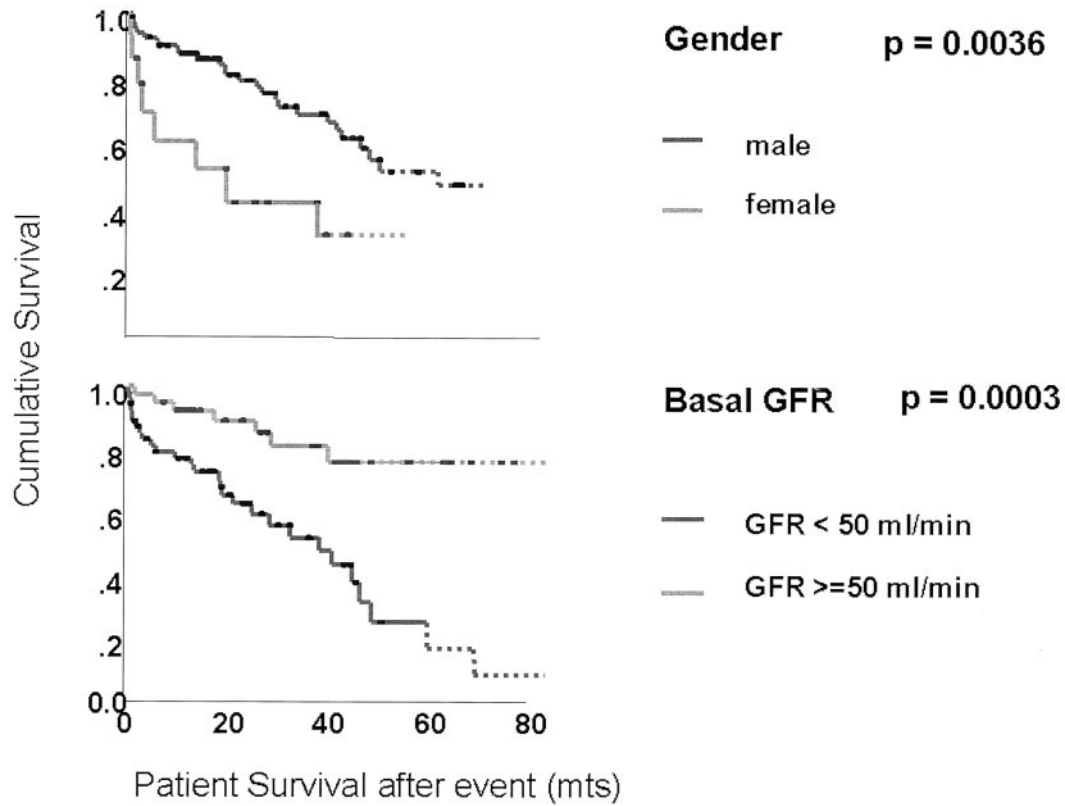 Cumulative Survival
1.0
.8
.6
.4
.2
Gender p = 0.0036
male
female
1.0
.8
.6
.4
.2
0.0
0 20 40 60 80
Basal GFR p = 0.0003
GFR < 50 ml/min
GFR >=50 ml/min
Patient Survival after event (mts)